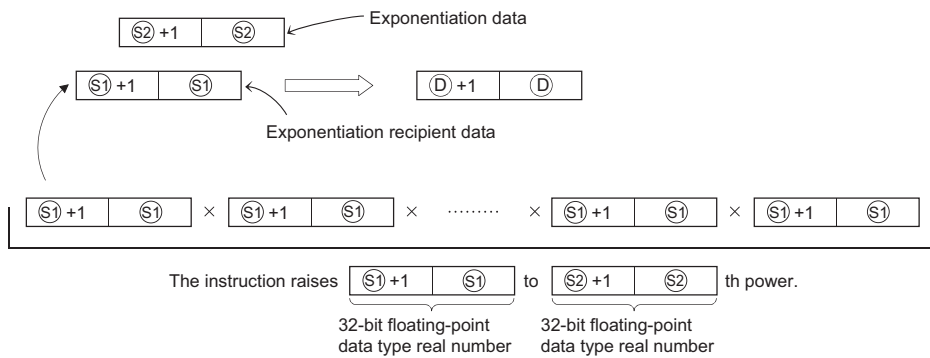 Exponentiation data
S2 +1 S2
S1 +1 S1 D +1 D
Exponentiation recipient data
S1 +1 S1 × S1 +1 S1 × ········· × S1 +1 S1 × S1 +1 S1
The instruction raises S1 +1 S1 to S2 +1 S2 th power.
32-bit floating-point 32-bit floating-point
data type real number data type real number